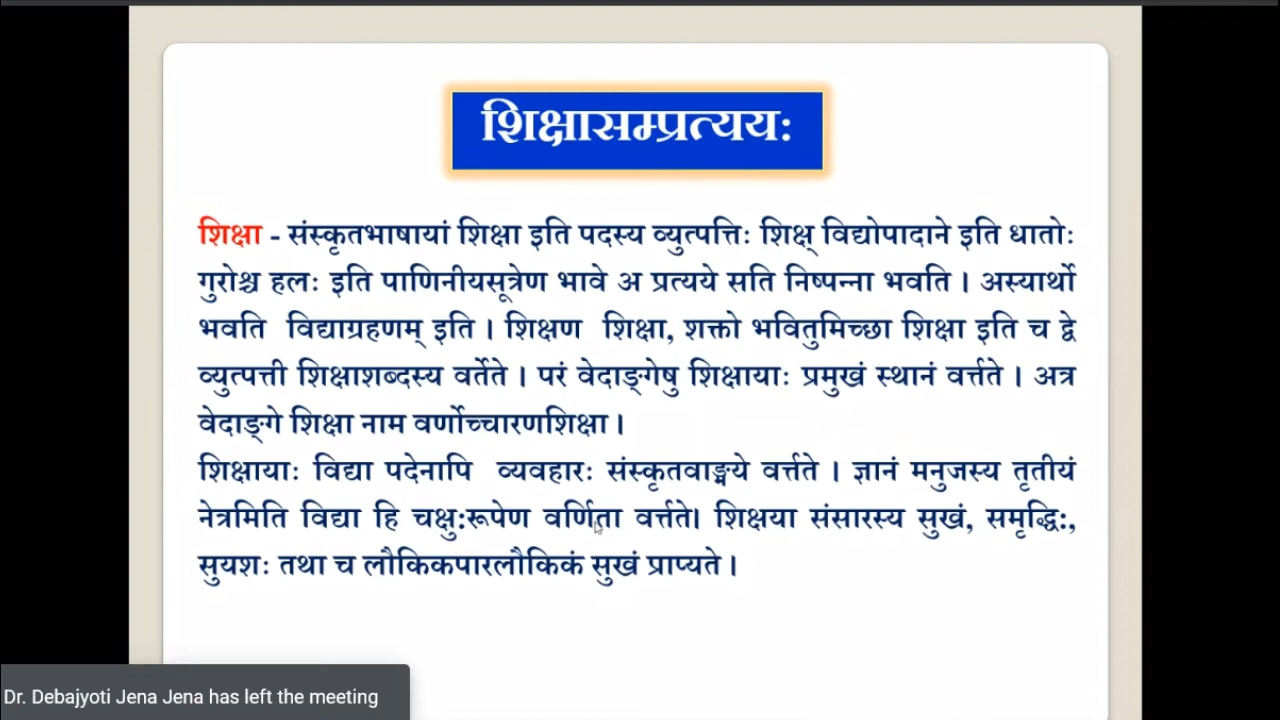 शिक्षासम्प्रत्ययः
शिक्षा - संस्कृतभाषायां शिक्षा इति पदस्य व्युत्पत्तिः शिक्ष् विद्योपादाने इति धातोः
गुरोश्च हलः इति पाणिनीयसूत्रेण भावे अ प्रत्यये सति निष्पन्ना भवति । अस्यार्थो
भवति विद्याग्रहणम् इति । शिक्षण शिक्षा, शक्तो भवितुमिच्छा शिक्षा इति च द्वे
व्युत्पत्ती शिक्षाशब्दस्य वर्तेते । परं वेदाङ्गेषु शिक्षायाः प्रमुखं स्थानं वर्त्तते । अत्र
वेदाङ्गे शिक्षा नाम वर्णोच्चारणशिक्षा ।
शिक्षायाः विद्या पदेनापि व्यवहारः संस्कृतवाङ्मये वर्त्तते । ज्ञानं मनुजस्य तृतीयं
नेत्रमिति विद्या हि चक्षु:रूपेण वर्णिता वर्त्तते। शिक्षया संसारस्य सुखं, समृद्धि:,
सुयशः तथा च लौकिकपारलौकिकं सुखं प्राप्यते ।
Dr. Debajyoti Jena Jena has left the meeting